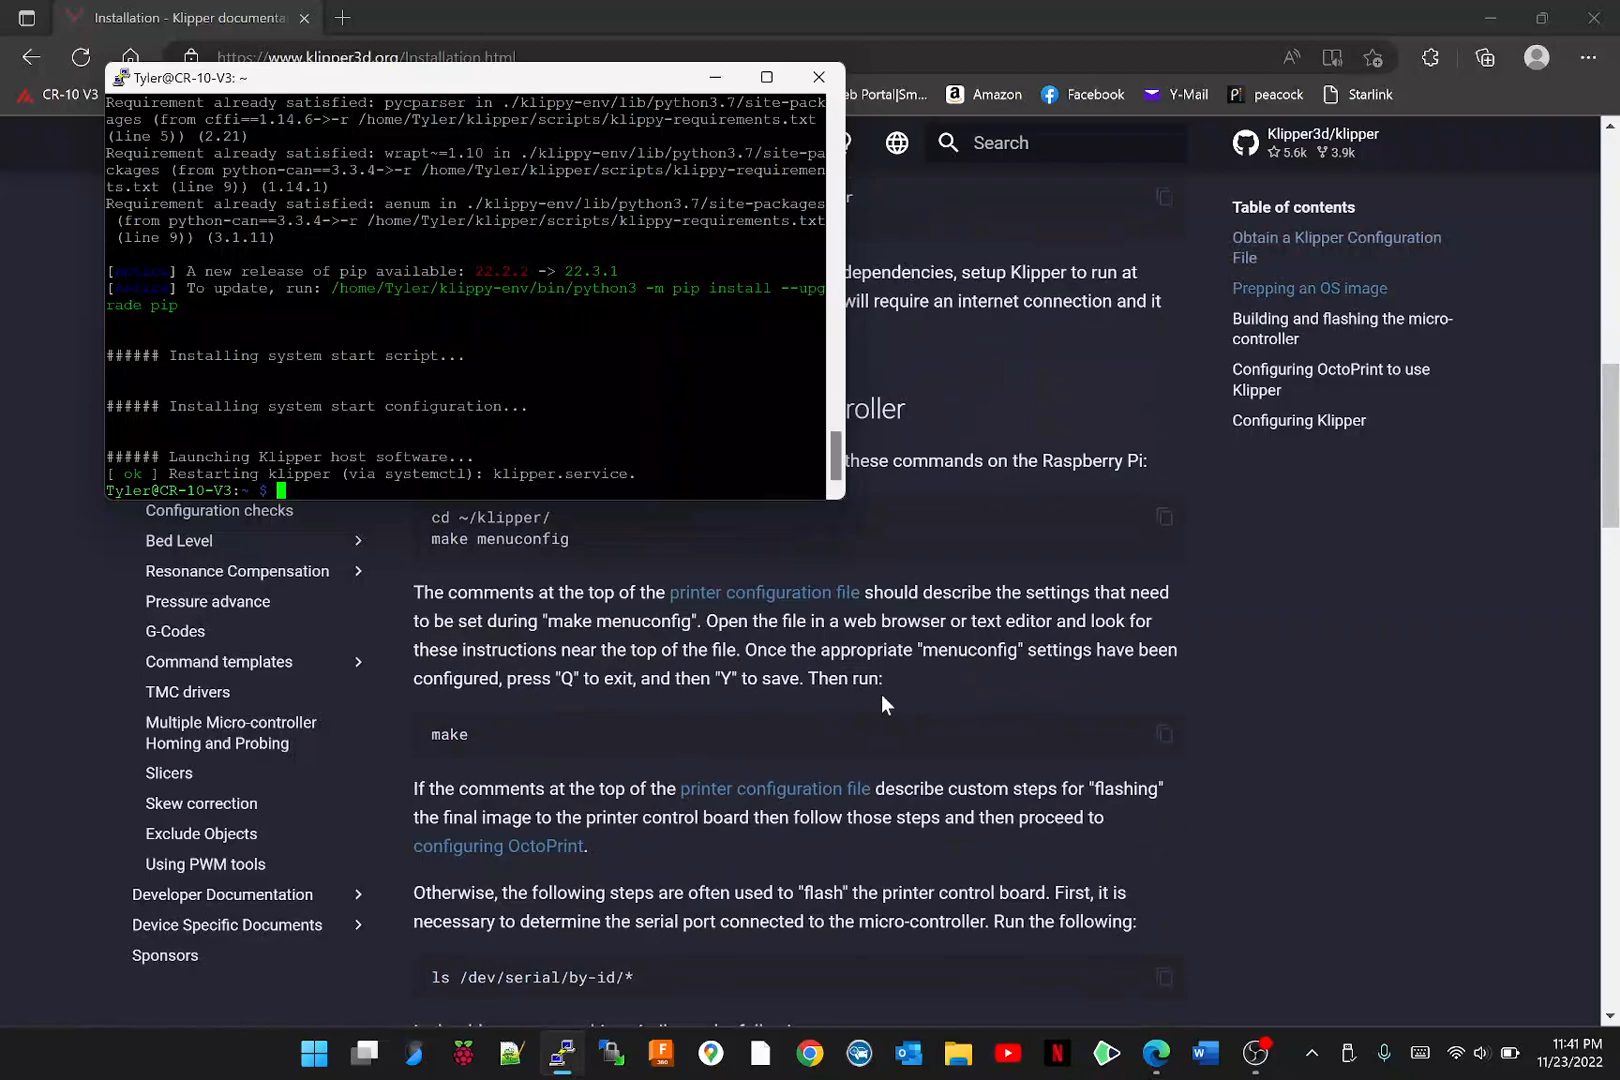 Installation - Klipper documenta
https://www.klipper3d.org/Installation.html
CR-10 V3
eb Portal|Sm...
Amazon
Facebook
Y-Mail
peacock
Starlink
Tyler@CR-10-V3: ~
Requirement already satisfied: pycparser in ./klippy-env/lib/python3.7/site-pack
ages (from cffi==1.14.6->-r /home/Tyler/klipper/scripts/klippy-requirements.txt
(line 5)) (2.21)
Requirement already satisfied: wrapt~=1.10 in ./klippy-env/lib/python3.7/site-pa
ckages (from python-can==3.3.4->-r /home/Tyler/klipper/scripts/klippy-requiremen
ts.txt (line 9)) (1.14.1)
Requirement already satisfied: aenum in ./klippy-env/lib/python3.7/site-packages
(from python-can==3.3.4->-r /home/Tyler/klipper/scripts/klippy-requirements.txt
(line 9)) (3.1.11)
[notice] A new release of pip available: 22.2.2 -> 22.3.1
[notice] To update, run: /home/Tyler/klippy-env/bin/python3 -m pip install --upg
rade pip
###### Installing system start script...
###### Installing system start configuration...
###### Launching Klipper host software...
[ ok ] Restarting klipper (via systemctl): klipper.service.
Tyler@CR-10-V3:~ $
Search
Klipper3d/klipper
5.6k 3.9k
r
dependencies, setup Klipper to run at
will require an internet connection and it
roller
these commands on the Raspberry Pi:
cd ~/klipper/
make menuconfig
The comments at the top of the printer configuration file should describe the settings that need
to be set during "make menuconfig". Open the file in a web browser or text editor and look for
these instructions near the top of the file. Once the appropriate "menuconfig" settings have been
configured, press "Q" to exit, and then "Y" to save. Then run:
make
If the comments at the top of the printer configuration file describe custom steps for "flashing"
the final image to the printer control board then follow those steps and then proceed to
configuring OctoPrint.
Otherwise, the following steps are often used to "flash" the printer control board. First, it is
necessary to determine the serial port connected to the micro-controller. Run the following:
ls /dev/serial/by-id/*
Configuration checks
Bed Level
Resonance Compensation
Pressure advance
G-Codes
Command templates
TMC drivers
Multiple Micro-controller
Homing and Probing
Slicers
Skew correction
Exclude Objects
Using PWM tools
Developer Documentation
Device Specific Documents
Sponsors
Table of contents
Obtain a Klipper Configuration
File
Prepping an OS image
Building and flashing the micro-
controller
Configuring OctoPrint to use
Klipper
Configuring Klipper
11:41 PM
11/23/2022